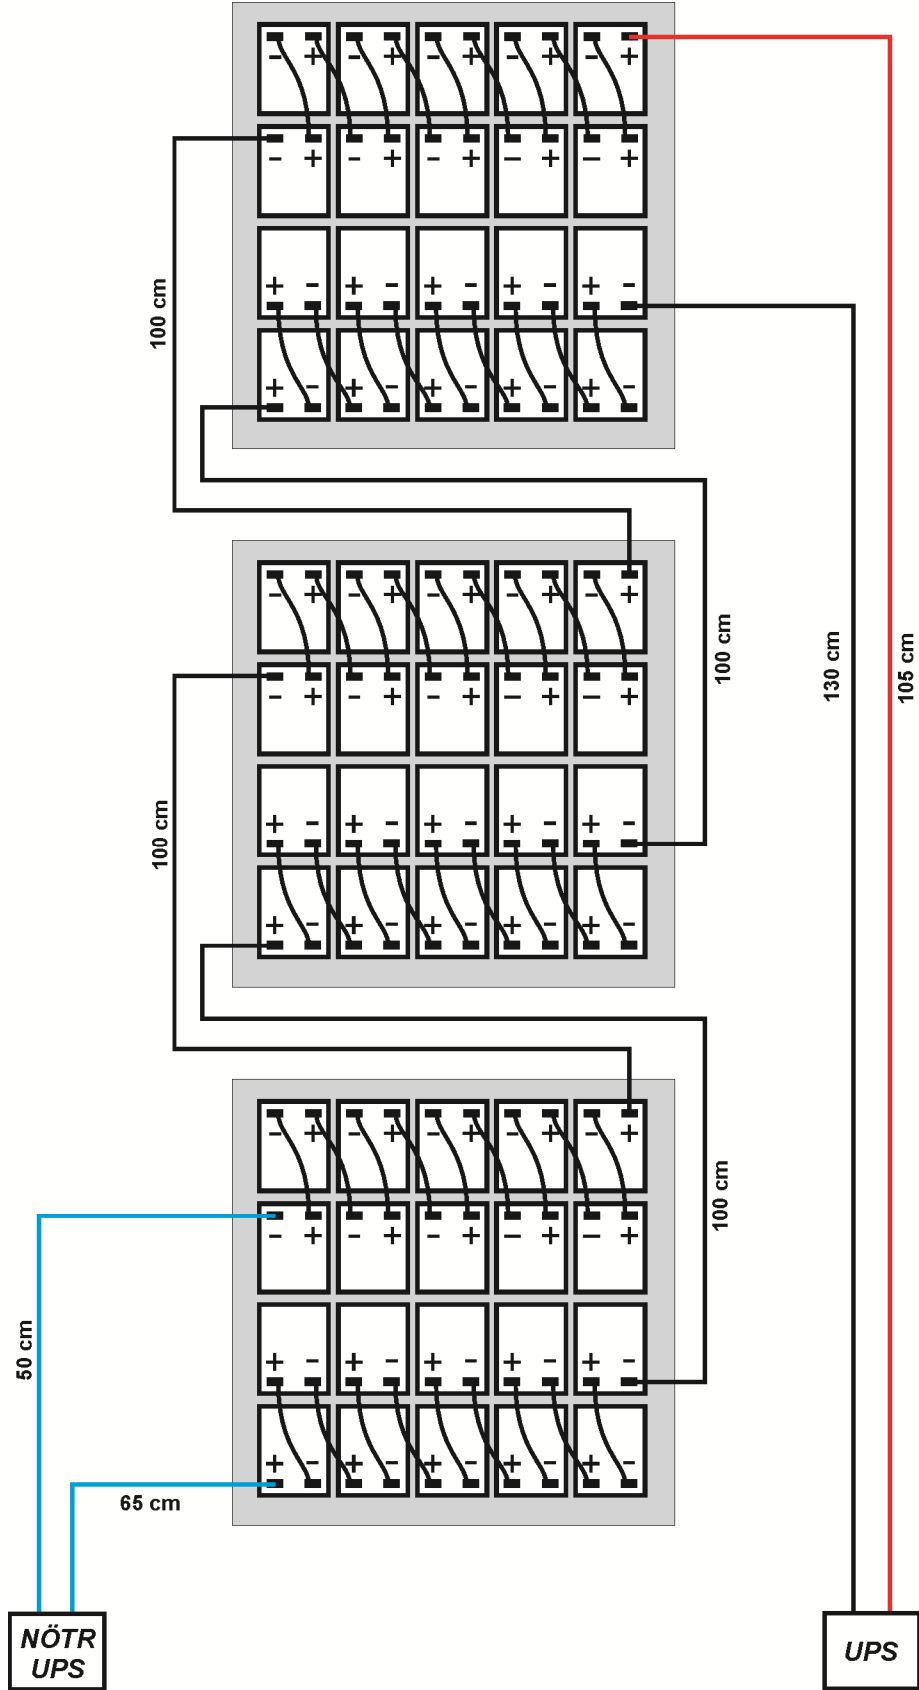 - + - + - + - + - +
- + - + - + - + - +
100 cm
+ - + - + - + - + -
+ - + - + - + - + -
- + - + - + - + - +
100 cm
130 cm
105 cm
- + - + - + - + - +
100 cm
+ - + - + - + - + -
+ - + - + - + - + -
- + - + - + - + - +
100 cm
- + - + - + - + - +
50 cm
+ - + - + - + - + -
+ - + - + - + - + -
65 cm
NÖTR
UPS
UPS